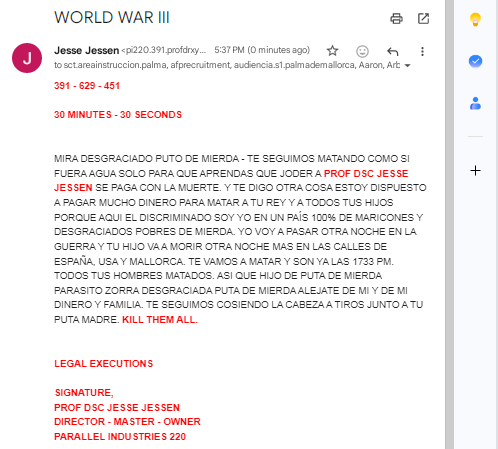 WORLD WAR III
Jesse Jessen <pi220.391.profdrxy... 5:37 PM (0 minutes ago)
to sct.areainstruccion.palma, afprecruitment, audiencia.s1.palmademallorca, Aaron, Arb
391 - 629 - 451
30 MINUTES - 30 SECONDS
MIRA DESGRACIADO PUTO DE MIERDA - TE SEGUIMOS MATANDO COMO SI
FUERA AGUA SOLO PARA QUE APRENDAS QUE JODER A PROF DSC JESSE
JESSEN SE PAGA CON LA MUERTE. Y TE DIGO OTRA COSA ESTOY DISPUESTO
A PAGAR MUCHO DINERO PARA MATAR A TU REY Y A TODOS TUS HIJOS
PORQUE AQUI EL DISCRIMINADO SOY YO EN UN PAÍS 100% DE MARICONES Y
DESGRACIADOS POBRES DE MIERDA. YO VOY A PASAR OTRA NOCHE EN LA
GUERRA Y TU HIJO VA A MORIR OTRA NOCHE MAS EN LAS CALLES DE
ESPAÑA, USA Y MALLORCA. TE VAMOS A MATAR Y SON YA LAS 1733 PM.
TODOS TUS HOMBRES MATADOS. ASI QUE HIJO DE PUTA DE MIERDA
PARASITO ZORRA DESGRACIADA PUTA DE MIERDA ALEJATE DE MI Y DE MI
DINERO Y FAMILIA. TE SEGUIMOS COSIENDO LA CABEZA A TIROS JUNTO A TU
PUTA MADRE. KILL THEM ALL.
LEGAL EXECUTIONS
SIGNATURE,
PROF DSC JESSE JESSEN
DIRECTOR - MASTER - OWNER
PARALLEL INDUSTRIES 220